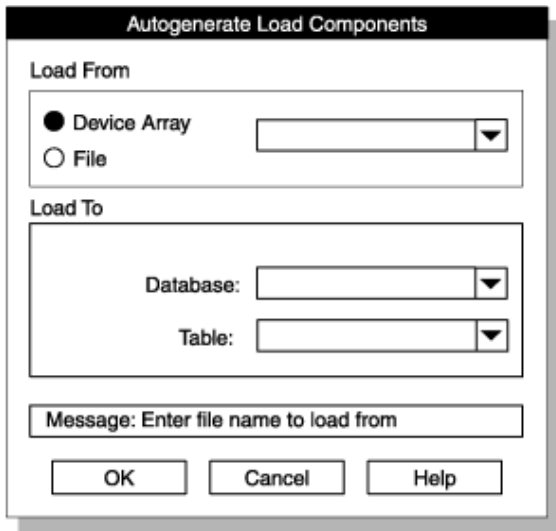 Autogenerate Load Components
Load From
Device Array
File
Load To
Database:
Table:
Message: Enter file name to load from
OK Cancel Help